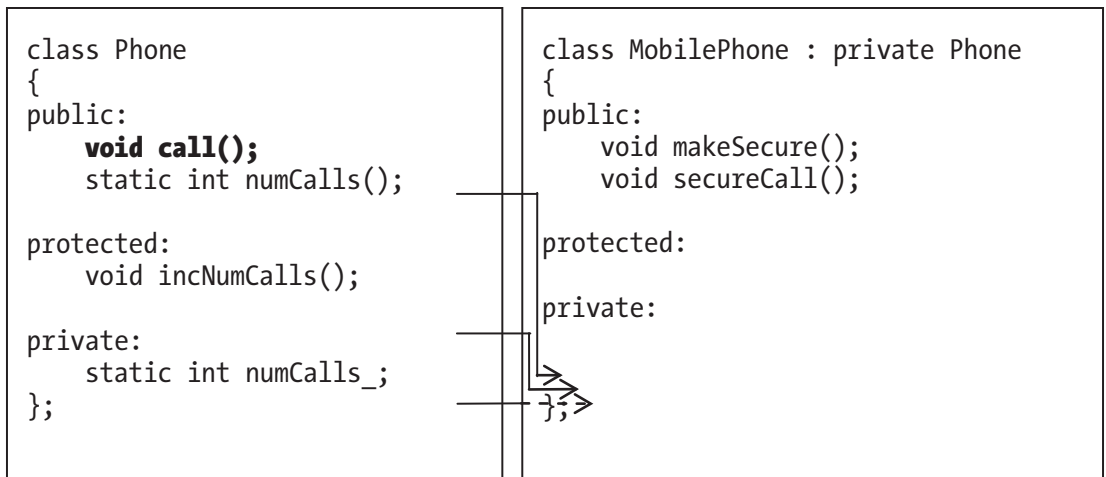 class Phone
{
public:
    void call();
    static int numCalls();
protected:
    void incNumCalls();
private:
    static int numCalls_;
};
class MobilePhone : private Phone
{
public:
    void makeSecure();
    void secureCall();
protected:
private:
};